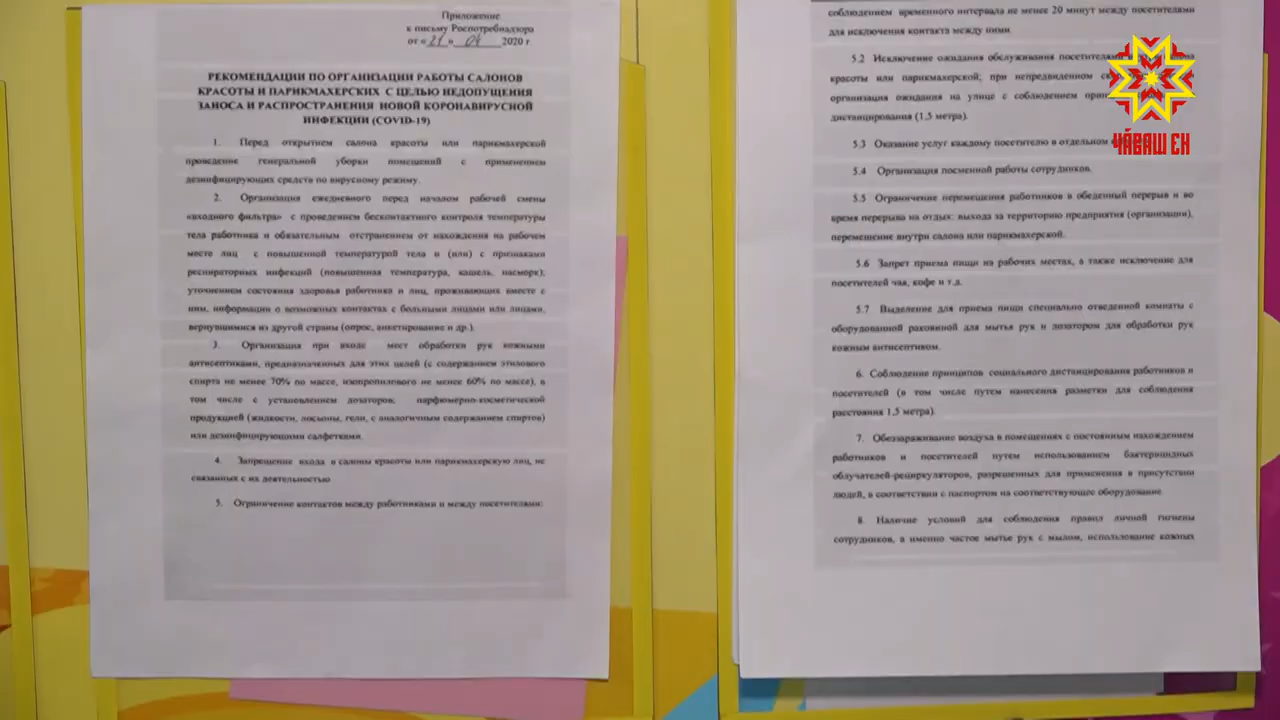 Приложение
к письму Роспотребнадзора
от «21» 04 2020 г.
РЕКОМЕНДАЦИИ ПО ОРГАНИЗАЦИИ РАБОТЫ САЛОНОВ
КРАСОТЫ И ПАРИКМАХЕРСКИХ С ЦЕЛЬЮ НЕДОПУЩЕНИЯ
ЗАНОСА И РАСПРОСТРАНЕНИЯ НОВОЙ КОРОНАВИРУСНОЙ
ИНФЕКЦИИ (COVID-19)
1. Перед открытием салона красоты или парикмахерской
проведение генеральной уборки помещений с применением
дезинфицирующих средств по вирусному режиму.
2. Организация ежедневного перед началом рабочей смены
«входного фильтра» с проведением бесконтактного контроля температуры
тела работника и обязательным отстранением от нахождения на рабочем
месте лиц с повышенной температурой тела и (или) с признаками
респираторных инфекций (повышенная температура, кашель, насморк);
уточнением состояния здоровья работника и лиц, проживающих вместе с
ним, информации о возможных контактах с больными лицами или лицами,
вернувшимися из другой страны (опрос, анкетирование и др.).
3. Организация при входе мест обработки рук кожными
антисептиками, предназначенных для этих целей (с содержанием этилового
спирта не менее 70% по массе, изопропилового не менее 60% по массе), в
том числе с установлением дозаторов, парфюмерно-косметической
продукцией (жидкости, лосьоны, гели, с аналогичным содержанием спиртов)
или дезинфицирующими салфетками.
4. Запрещение входа в салоны красоты или парикмахерскую лиц, не
связанных с их деятельностью
5. Ограничение контактов между работниками и между посетителями:
соблюдением временного интервала не менее 20 минут между посетителями
для исключения контакта между ними.
5.2 Исключение ожидания обслуживания посетителями
красоты или парикмахерской; при непредвиденном
организация ожидания на улице с соблюдением
дистанцирования (1,5 метра).
5.3 Оказание услуг каждому посетителю в отдельном
5.4 Организация посменной работы сотрудников.
5.5 Ограничение перемещения работников в обеденный перерыв и во
время перерыва на отдых: выхода за территорию предприятия (организации),
перемещение внутри салона или парикмахерской.
5.6 Запрет приема пищи на рабочих местах, а также исключение для
посетителей чая, кофе и т.д.
5.7 Выделение для приема пищи специально отведенной комнаты с
оборудованной раковиной для мытья рук и дозатором для обработки рук
кожным антисептиком.
6. Соблюдение принципов социального дистанцирования работников и
посетителей (в том числе путем нанесения разметки для соблюдения
расстояния 1,5 метра).
7. Обеззараживание воздуха в помещениях с постоянным нахождением
работников и посетителей путем использованием бактерицидных
облучателей-рециркуляторов, разрешенных для применения в присутствии
людей, в соответствии с паспортом на соответствующее оборудование.
8. Наличие условий для соблюдения правил личной гигиены
сотрудников, а именно частое мытье рук с мылом, использование кожных
ЧӐВАШ ЕН